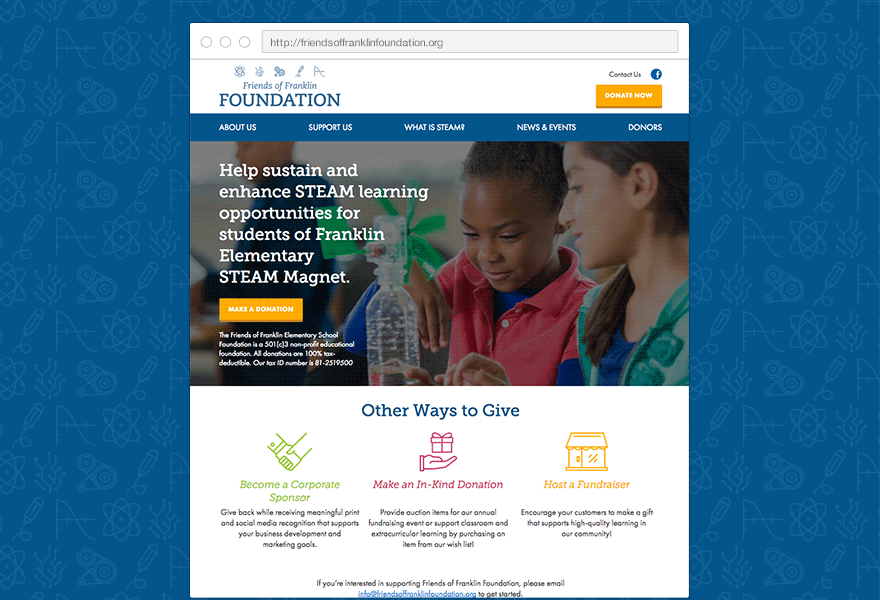 http://friendsoffranklinfoundation.org
Friends of Franklin
FOUNDATION
Contact Us
f
DONATE NOW
ABOUT US
SUPPORT US
WHAT IS STEAM?
NEWS & EVENTS
DONORS
Help sustain and
enhance STEAM learning
opportunities for
students of Franklin
Elementary
STEAM Magnet.
MAKE A DONATION
The Friends of Franklin Elementary School
Foundation is a 501(c)3 non-profit educational
foundation. All donations are 100% tax-
deductible. Our tax ID number is 81-2519500
Other Ways to Give
Become a Corporate
Sponsor
Give back while receiving meaningful print
and social media recognition that supports
your business development and
marketing goals.
Make an In-Kind Donation
Provide auction items for our annual
fundraising event or support classroom and
extracurricular learning by purchasing an
item from our wish list!
Host a Fundraiser
Encourage your customers to make a gift
that supports high-quality learning in
our community!
If you're interested in supporting Friends of Franklin Foundation, please email
info@friendsoffranklinfoundation.org to get started.